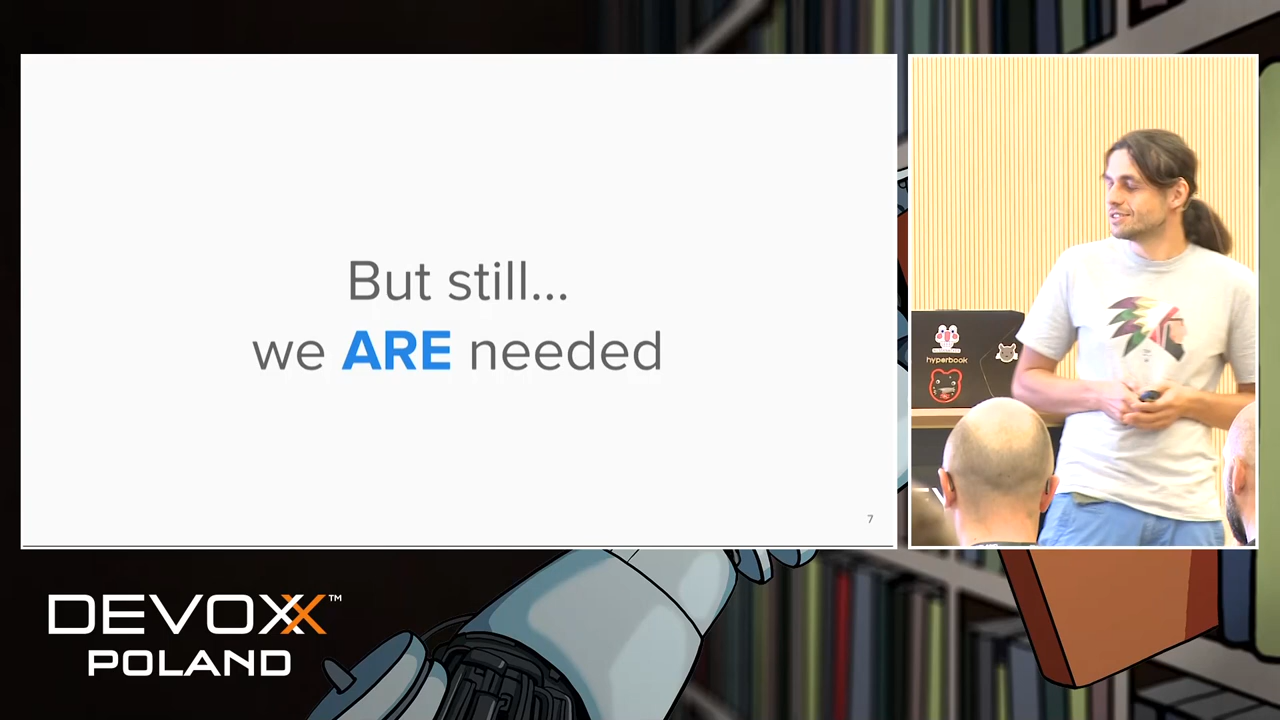 But still...
we ARE needed
7
hyperbook
DEVOXX™
POLAND